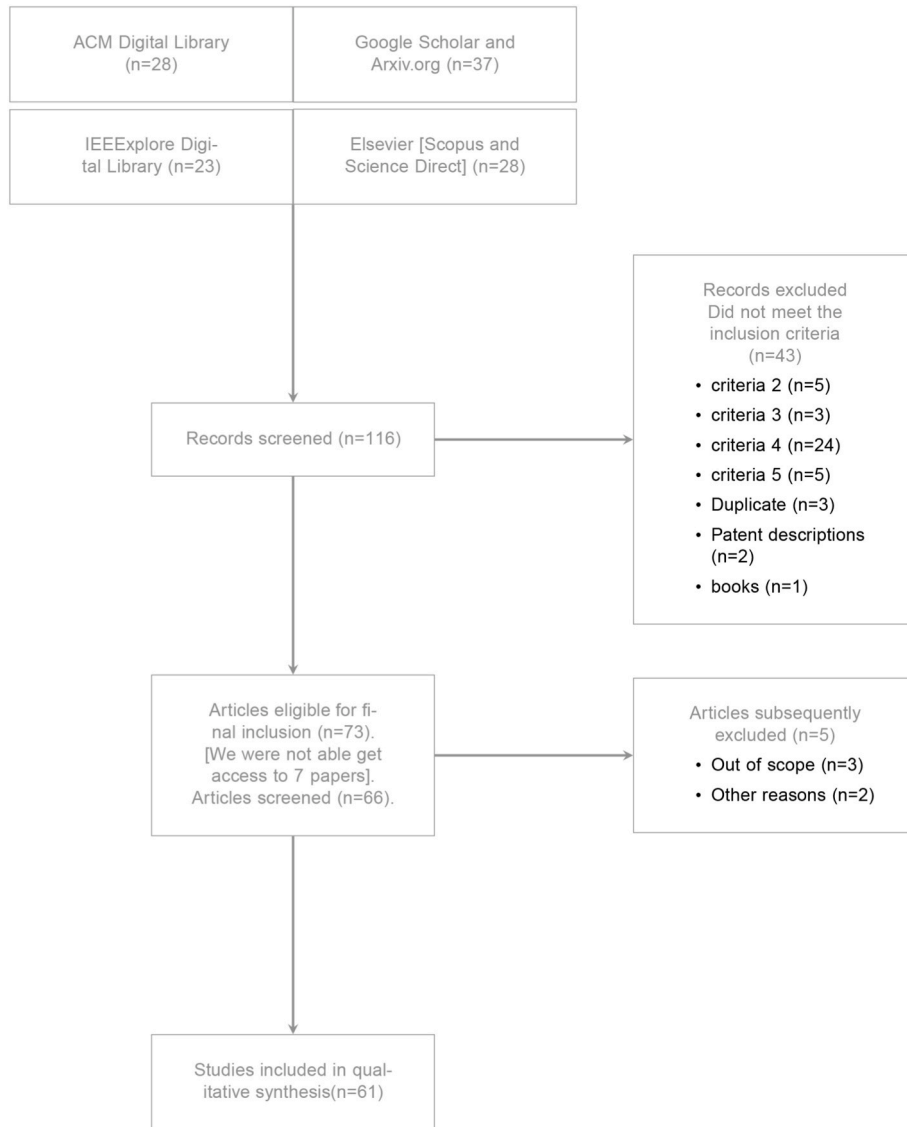 ACM Digital Library
(n=28)
Google Scholar and
Arxiv.org (n=37)
IEEExplore Digi-
tal Library (n=23)
Elsevier [Scopus and
Science Direct] (n=28)
Records excluded
Did not meet the
inclusion criteria
(n=43)
• criteria 2 (n=5)
• criteria 3 (n=3)
• criteria 4 (n=24)
• criteria 5 (n=5)
• Duplicate (n=3)
• Patent descriptions
(n=2)
• books (n=1)
Records screened (n=116)
Articles eligible for fi-
nal inclusion (n=73).
[We were not able get
access to 7 papers].
Articles screened (n=66).
Articles subsequently
excluded (n=5)
• Out of scope (n=3)
• Other reasons (n=2)
Studies included in qual-
itative synthesis(n=61)